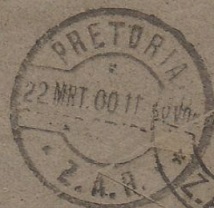 PRETORIA
22 MRT. 00 11
Z.A.R.
Z.